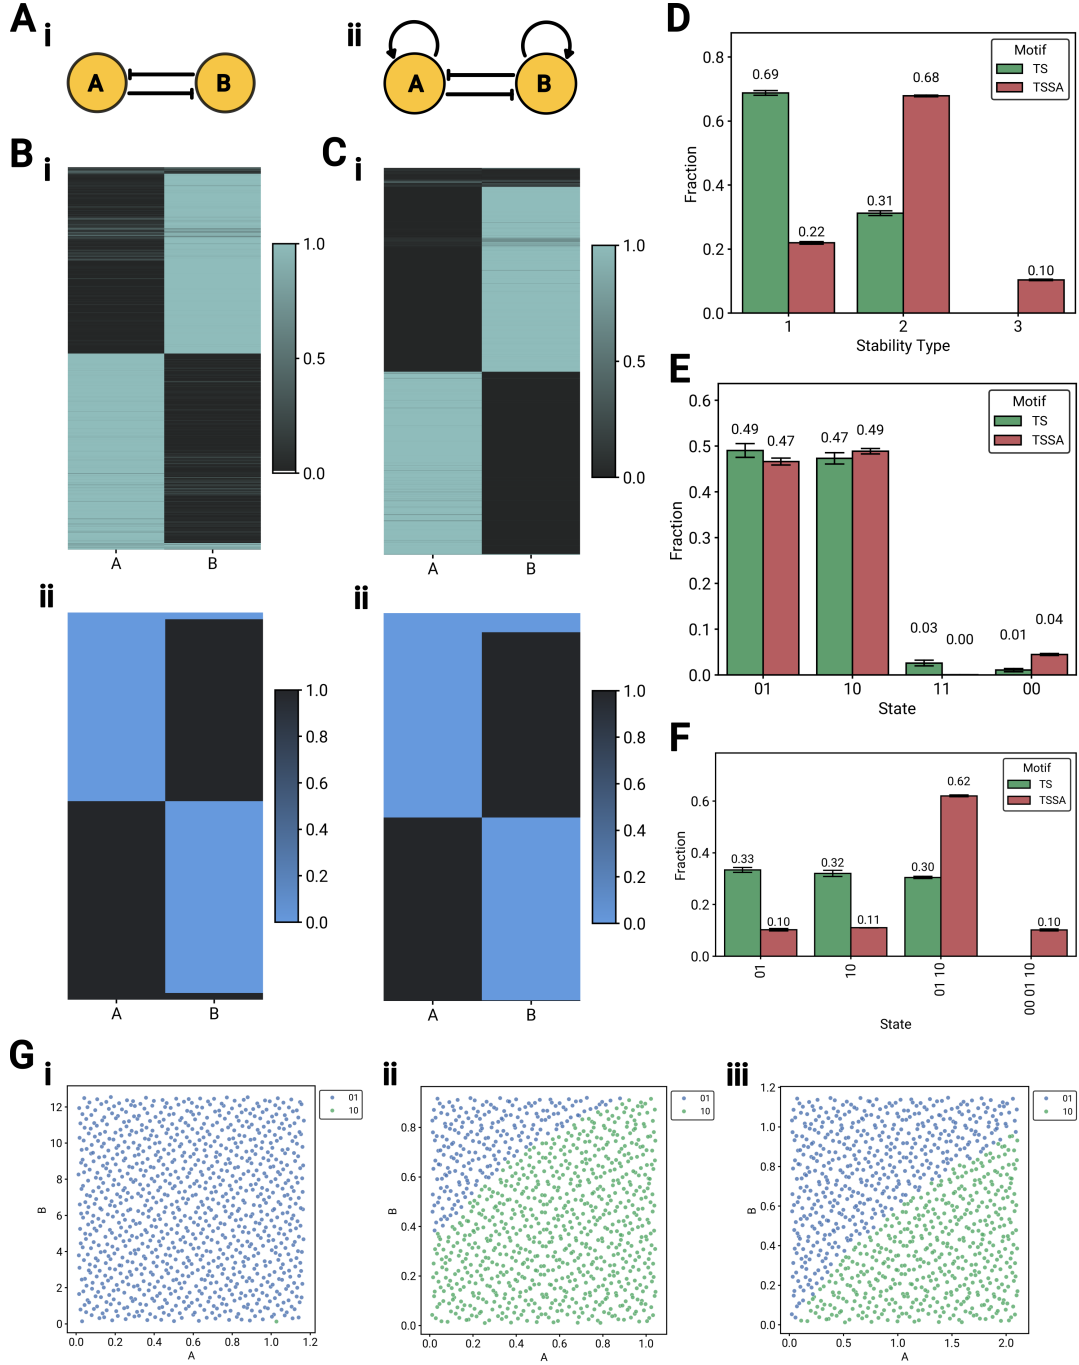 A i ii
A B A B
B i C i
1.0
0.5
0.0
A B
1.0
0.5
0.0
A B
ii ii
1.0
0.8
0.6
0.4
0.2
0.0
A B
1.0
0.8
0.6
0.4
0.2
0.0
A B
D
Motif
TS
TSSA
0.69 0.22 0.31 0.68 0.10
0.8
0.6
0.4
0.2
0.0
Fraction
1 2 3
Stability Type
E
Motif
TS
TSSA
0.49 0.47 0.47 0.49 0.03 0.00 0.01 0.04
0.6
0.5
0.4
0.3
0.2
0.1
0.0
Fraction
01 10 11 00
State
F
Motif
TS
TSSA
0.33 0.10 0.32 0.11 0.30 0.62 0.10
0.6
0.4
0.2
0.0
Fraction
01 10 01 10 00 01 10
State
G i
01
10
12
10
8
6
4
2
0
B
0.0 0.2 0.4 0.6 0.8 1.0 1.2
A
ii
01
10
0.8
0.6
0.4
0.2
0.0
B
0.0 0.2 0.4 0.6 0.8 1.0
A
iii
01
10
1.2
1.0
0.8
0.6
0.4
0.2
0.0
B
0.0 0.5 1.0 1.5 2.0
A